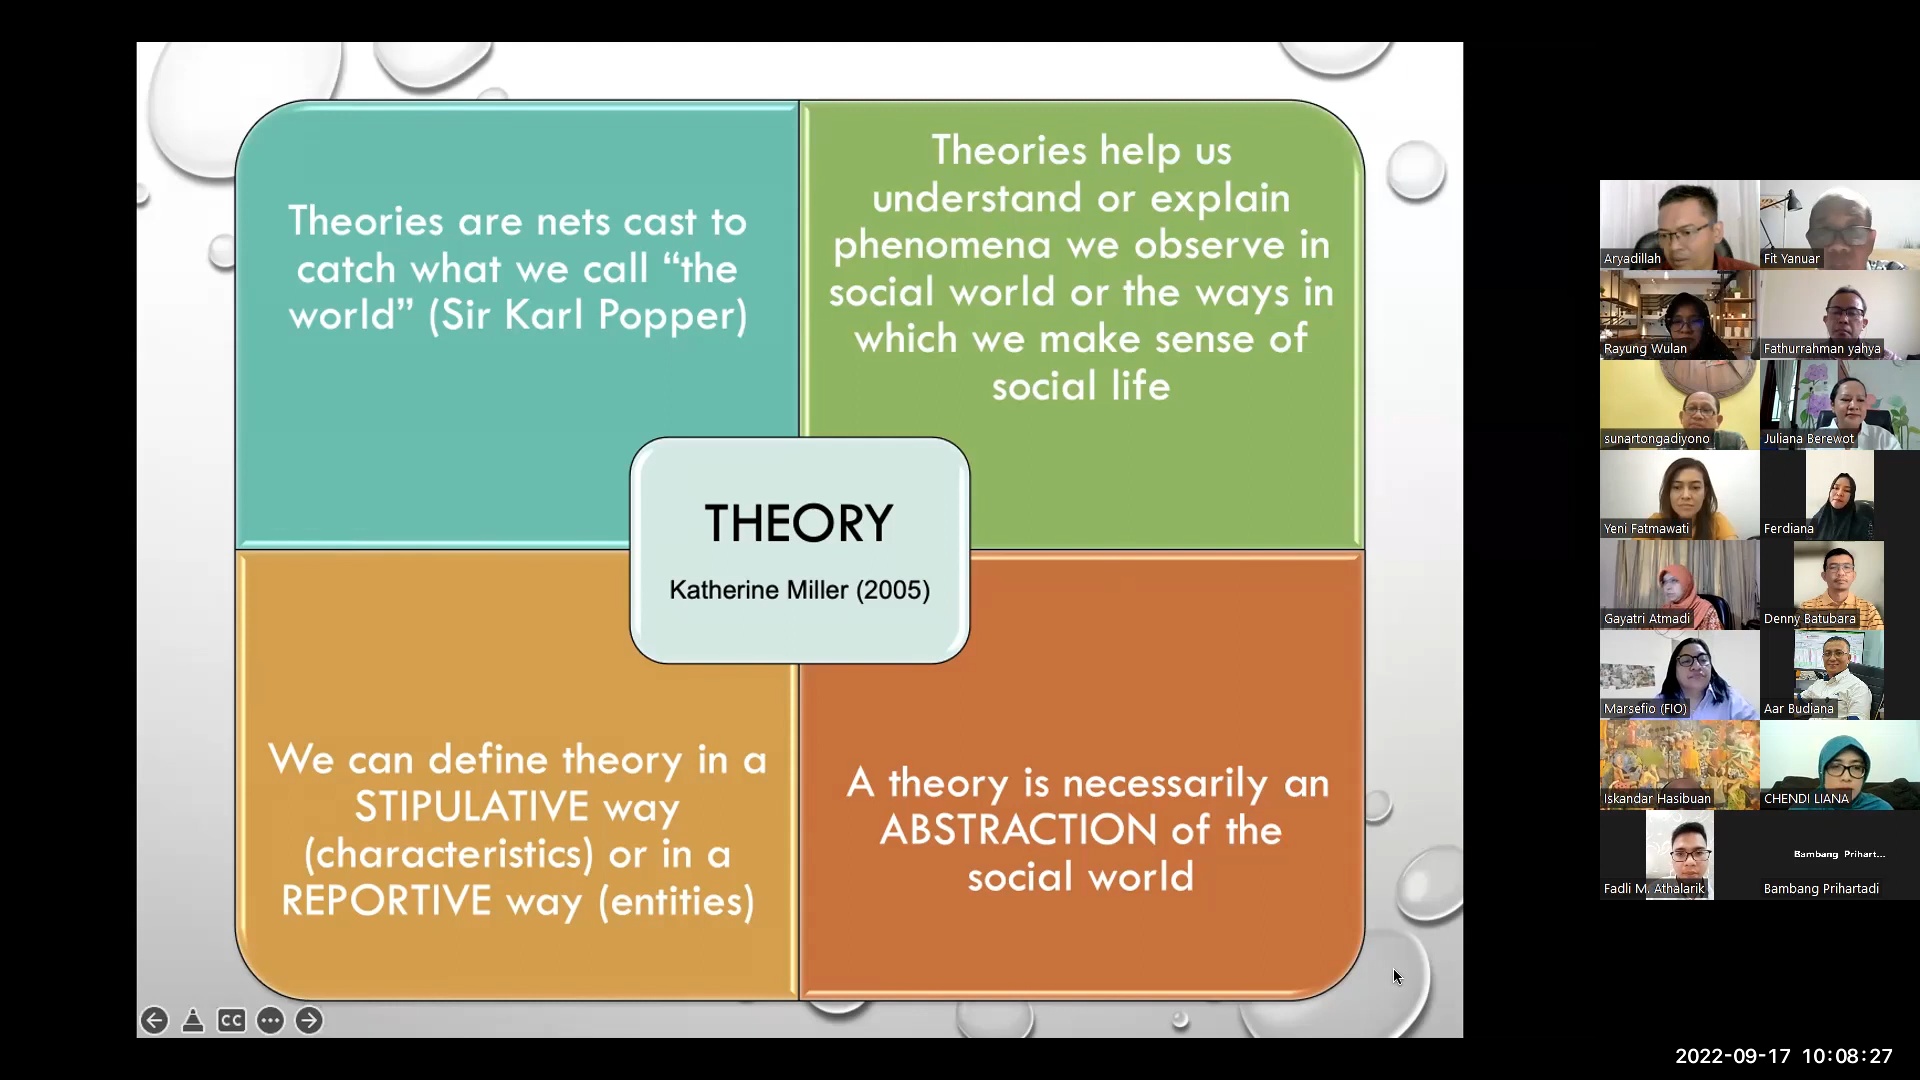 Theories are nets cast to
catch what we call “the
world” (Sir Karl Popper)
Theories help us
understand or explain
phenomena we observe in
social world or the ways in
which we make sense of
social life
THEORY
Katherine Miller (2005)
We can define theory in a
STIPULATIVE way
(characteristics) or in a
REPORTIVE way (entities)
A theory is necessarily an
ABSTRACTION of the
social world
CC
Aryadillah
Fit Yanuar
Rayung Wulan
Fathurrahman yahya
sunartongadiyono
Juliana Berewot
Yeni Fatmawati
Ferdiana
Gayatri Atmadi
Denny Batubara
Marsefio (FIO)
Aar Budiana
Iskandar Hasibuan
CHENDI LIANA
Fadli M. Athalarik
Bambang Prihart...
Bambang Prihartadi
2022-09-17 10:08:27